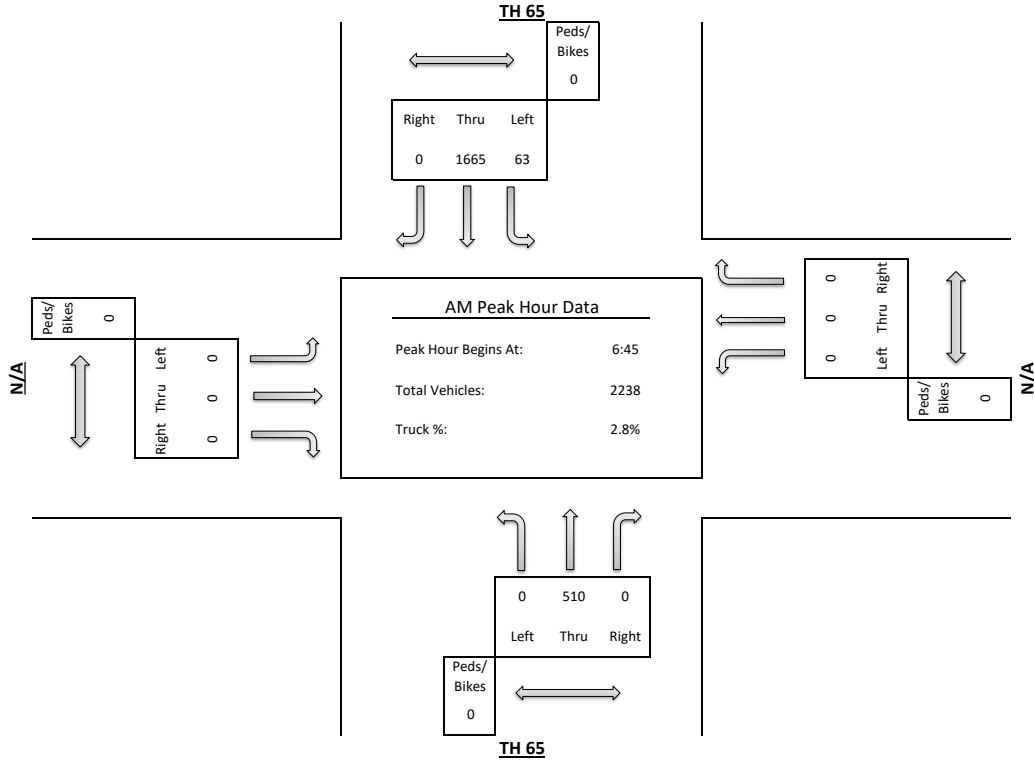 TH 65
Peds/
Bikes
0
Right Thru Left
0 1665 63
Peds/
Bikes
0
Left
0
Thru
0
Right
0
N/A
AM Peak Hour Data
Peak Hour Begins At: 6:45
Total Vehicles: 2238
Truck %: 2.8%
0
Right
0
Thru
0
Left
Peds/
Bikes
0
N/A
0 510 0
Left Thru Right
Peds/
Bikes
0
TH 65